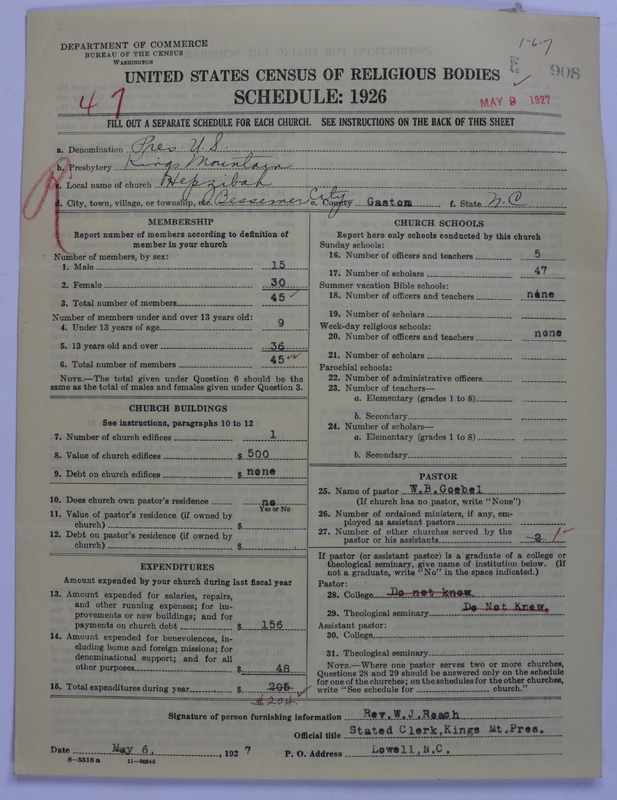 DEPARTMENT OF COMMERCE
BUREAU OF THE CENSUS
WASHINGTON
1-6-7
E 908
UNITED STATES CENSUS OF RELIGIOUS BODIES
SCHEDULE: 1926
47
MAY 9 1927
FILL OUT A SEPARATE SCHEDULE FOR EACH CHURCH. SEE INSTRUCTIONS ON THE BACK OF THIS SHEET
a. Denomination Pres. U.S.
b. Presbytery Kings Mountain
c. Local name of church Hepzibah
d. City, town, village, or township, etc. Bessemer City e. County Gaston f. State N.C.
MEMBERSHIP
Report number of members according to definition of member in your church
Number of members, by sex:
1. Male 15
2. Female 30
3. Total number of members 45
Number of members under and over 13 years old:
4. Under 13 years of age 9
5. 13 years old and over 36
6. Total number of members 45
NOTE.—The total given under Question 6 should be the same as the total of males and females given under Question 3.
CHURCH BUILDINGS
See instructions, paragraphs 10 to 12
7. Number of church edifices 1
8. Value of church edifices $ 500
9. Debt on church edifices $ none
10. Does church own pastor's residence no
Yes or No
11. Value of pastor's residence (if owned by church) $
12. Debt on pastor's residence (if owned by church) $
EXPENDITURES
Amount expended by your church during last fiscal year
13. Amount expended for salaries, repairs, and other running expenses; for improvements or new buildings; and for payments on church debt $ 156
14. Amount expended for benevolences, including home and foreign missions; for denominational support; and for all other purposes $ 48
15. Total expenditures during year $ 205
$204
CHURCH SCHOOLS
Report here only schools conducted by this church
Sunday schools:
16. Number of officers and teachers 5
17. Number of scholars 47
Summer vacation Bible schools:
18. Number of officers and teachers none
19. Number of scholars
Week-day religious schools:
20. Number of officers and teachers none
21. Number of scholars
Parochial schools:
22. Number of administrative officers
23. Number of teachers—
a. Elementary (grades 1 to 8)
b. Secondary
24. Number of scholars—
a. Elementary (grades 1 to 8)
b. Secondary
PASTOR
25. Name of pastor W.B.Goebel
(If church has no pastor, write "None")
26. Number of ordained ministers, if any, employed as assistant pastors
27. Number of other churches served by the pastor or his assistants 2 1
If pastor (or assistant pastor) is a graduate of a college or theological seminary, give name of institution below. (If not a graduate, write "No" in the space indicated.)
Pastor:
28. College Do not know
29. Theological seminary Do Not Know.
Assistant pastor:
30. College
31. Theological seminary
NOTE.—Where one pastor serves two or more churches, Questions 28 and 29 should be answered only on the schedule for one of the churches; on the schedules for the other churches, write "See schedule for church."
Signature of person furnishing information Rev.W.J.Roach
Official title Stated Clerk,Kings Mt.Pres.
Date May 6, 1927 P. O. Address Lowell,N.C.
8-5518a